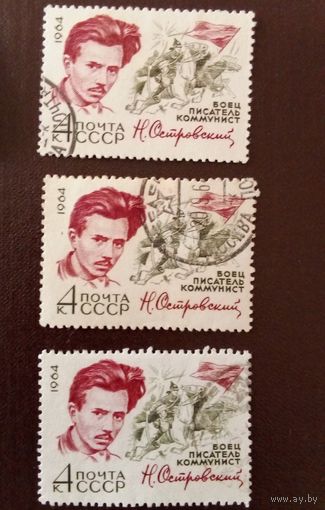 1964
БОЕЦ
ПИСАТЕЛЬ
КОММУНИСТ
4 К ПОЧТА
СССР
Н. Островский
1964
БОЕЦ
ПИСАТЕЛЬ
КОММУНИСТ
4 К ПОЧТА
СССР
Н. Островский
1964
БОЕЦ
ПИСАТЕЛЬ
КОММУНИСТ
4 К ПОЧТА
СССР
Н. Островский
www.ay.by